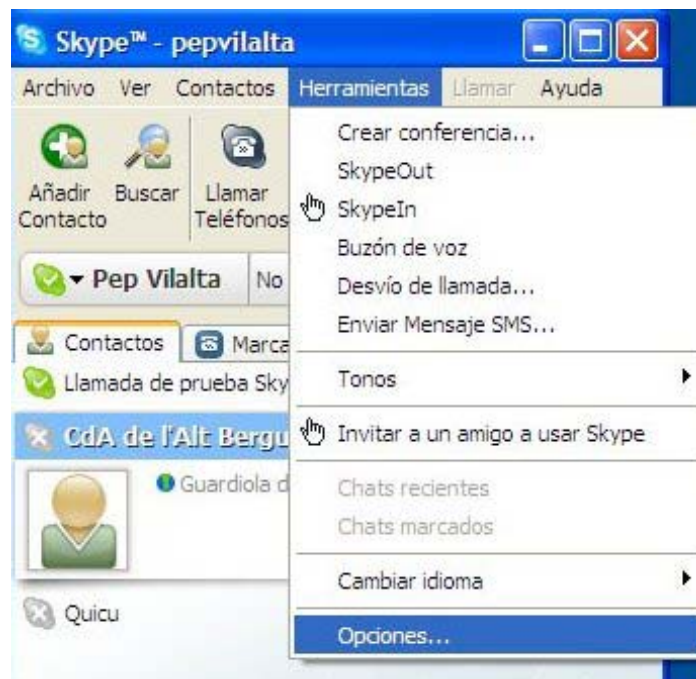 Skype™ - pepvilalta
Archivo Ver Contactos Herramientas Llamar Ayuda
Añadir Contacto
Buscar
Llamar Teléfonos
Pep Vilalta No
Contactos Marca
Llamada de prueba Sky
CdA de l'Alt Bergu
Guardiola d
Quicu
Crear conferencia...
SkypeOut
SkypeIn
Buzón de voz
Desvío de llamada...
Enviar Mensaje SMS...
Tonos
Invitar a un amigo a usar Skype
Chats recientes
Chats marcados
Cambiar idioma
Opciones...